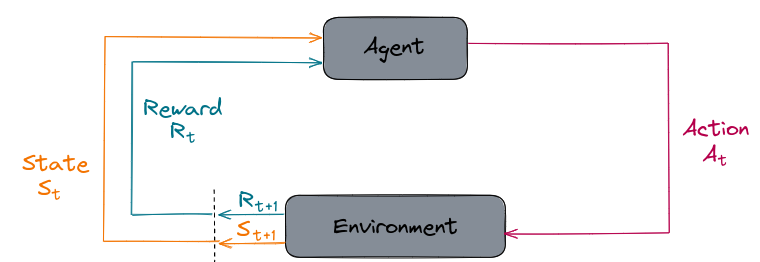 Agent
Reward
Rt
Action
At
State
St
Rt+1
Environment
St+1